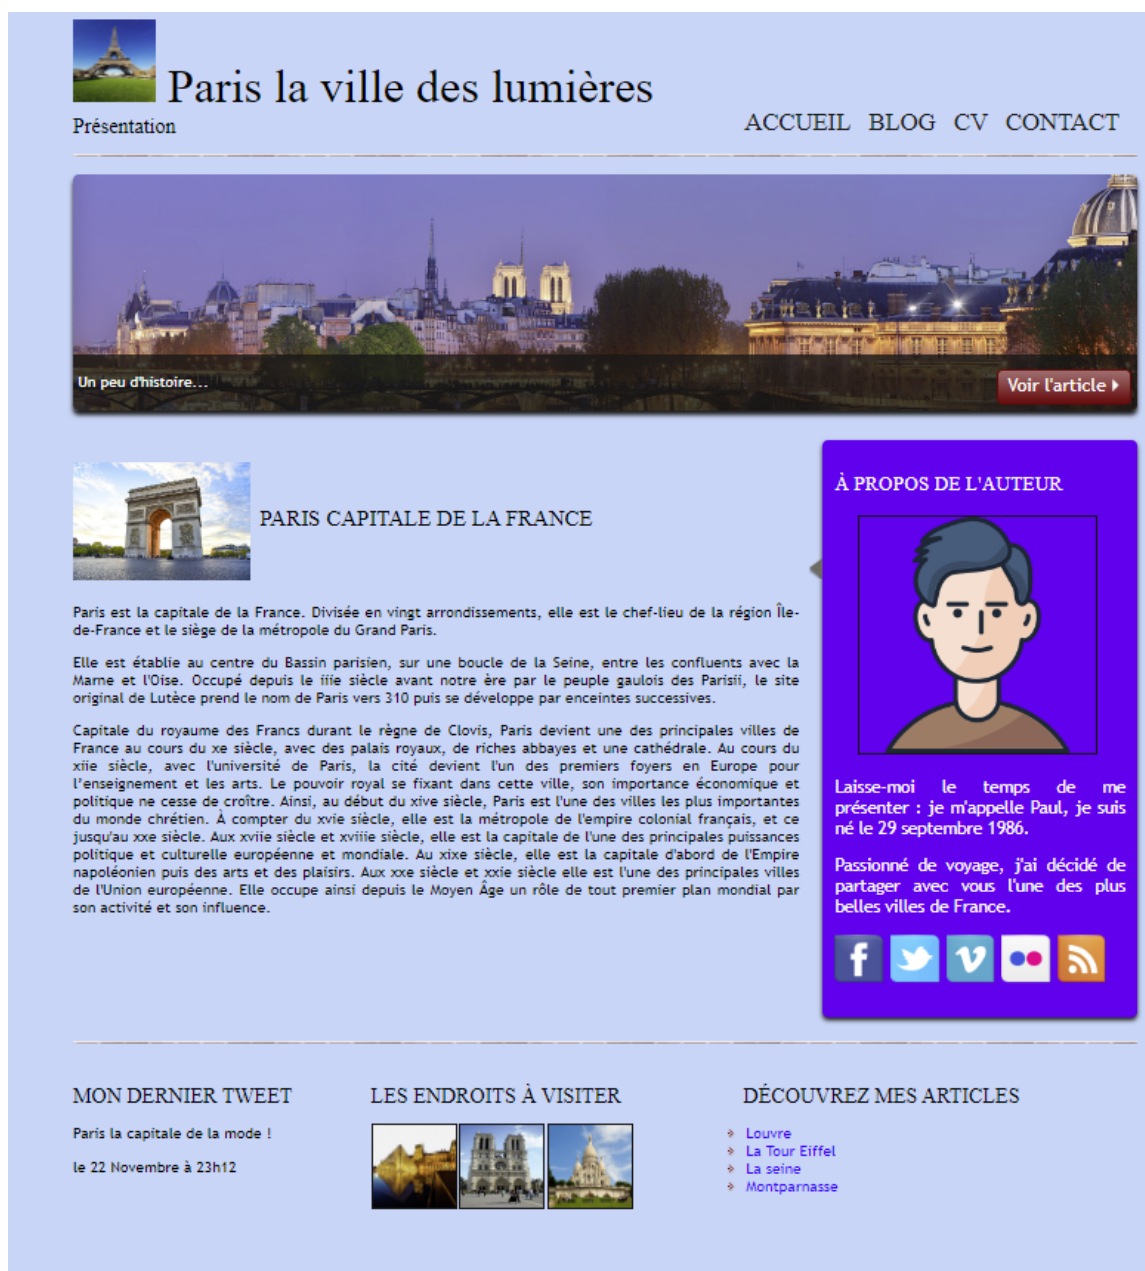 Paris la ville des lumières
Présentation
ACCUEIL BLOG CV CONTACT
Un peu d'histoire...
Voir l'article
PARIS CAPITALE DE LA FRANCE
Paris est la capitale de la France. Divisée en vingt arrondissements, elle est le chef-lieu de la région Île-
de-France et le siège de la métropole du Grand Paris.
Elle est établie au centre du Bassin parisien, sur une boucle de la Seine, entre les confluents avec la
Marne et l'Oise. Occupé depuis le iiie siècle avant notre ère par le peuple gaulois des Parisii, le site
original de Lutèce prend le nom de Paris vers 310 puis se développe par enceintes successives.
Capitale du royaume des Francs durant le règne de Clovis, Paris devient une des principales villes de
France au cours du xe siècle, avec des palais royaux, de riches abbayes et une cathédrale. Au cours du
xiie siècle, avec l'université de Paris, la cité devient l'un des premiers foyers en Europe pour
l’enseignement et les arts. Le pouvoir royal se fixant dans cette ville, son importance économique et
politique ne cesse de croître. Ainsi, au début du xive siècle, Paris est l'une des villes les plus importantes
du monde chrétien. À compter du xvie siècle, elle est la métropole de l'empire colonial français, et ce
jusqu'au xxe siècle. Aux xviie siècle et xviiie siècle, elle est la capitale de l'une des principales puissances
politique et culturelle européenne et mondiale. Au xixe siècle, elle est la capitale d'abord de l'Empire
napoléonien puis des arts et des plaisirs. Aux xxe siècle et xxie siècle elle est l'une des principales villes
de l'Union européenne. Elle occupe ainsi depuis le Moyen Âge un rôle de tout premier plan mondial par
son activité et son influence.
À PROPOS DE L'AUTEUR
Laisse-moi le temps de me
présenter : je m'appelle Paul, je suis
né le 29 septembre 1986.
Passionné de voyage, j'ai décidé de
partager avec vous l'une des plus
belles villes de France.
MON DERNIER TWEET
Paris la capitale de la mode !
le 22 Novembre à 23h12
LES ENDROITS À VISITER
DÉCOUVREZ MES ARTICLES
Louvre
La Tour Eiffel
La seine
Montparnasse